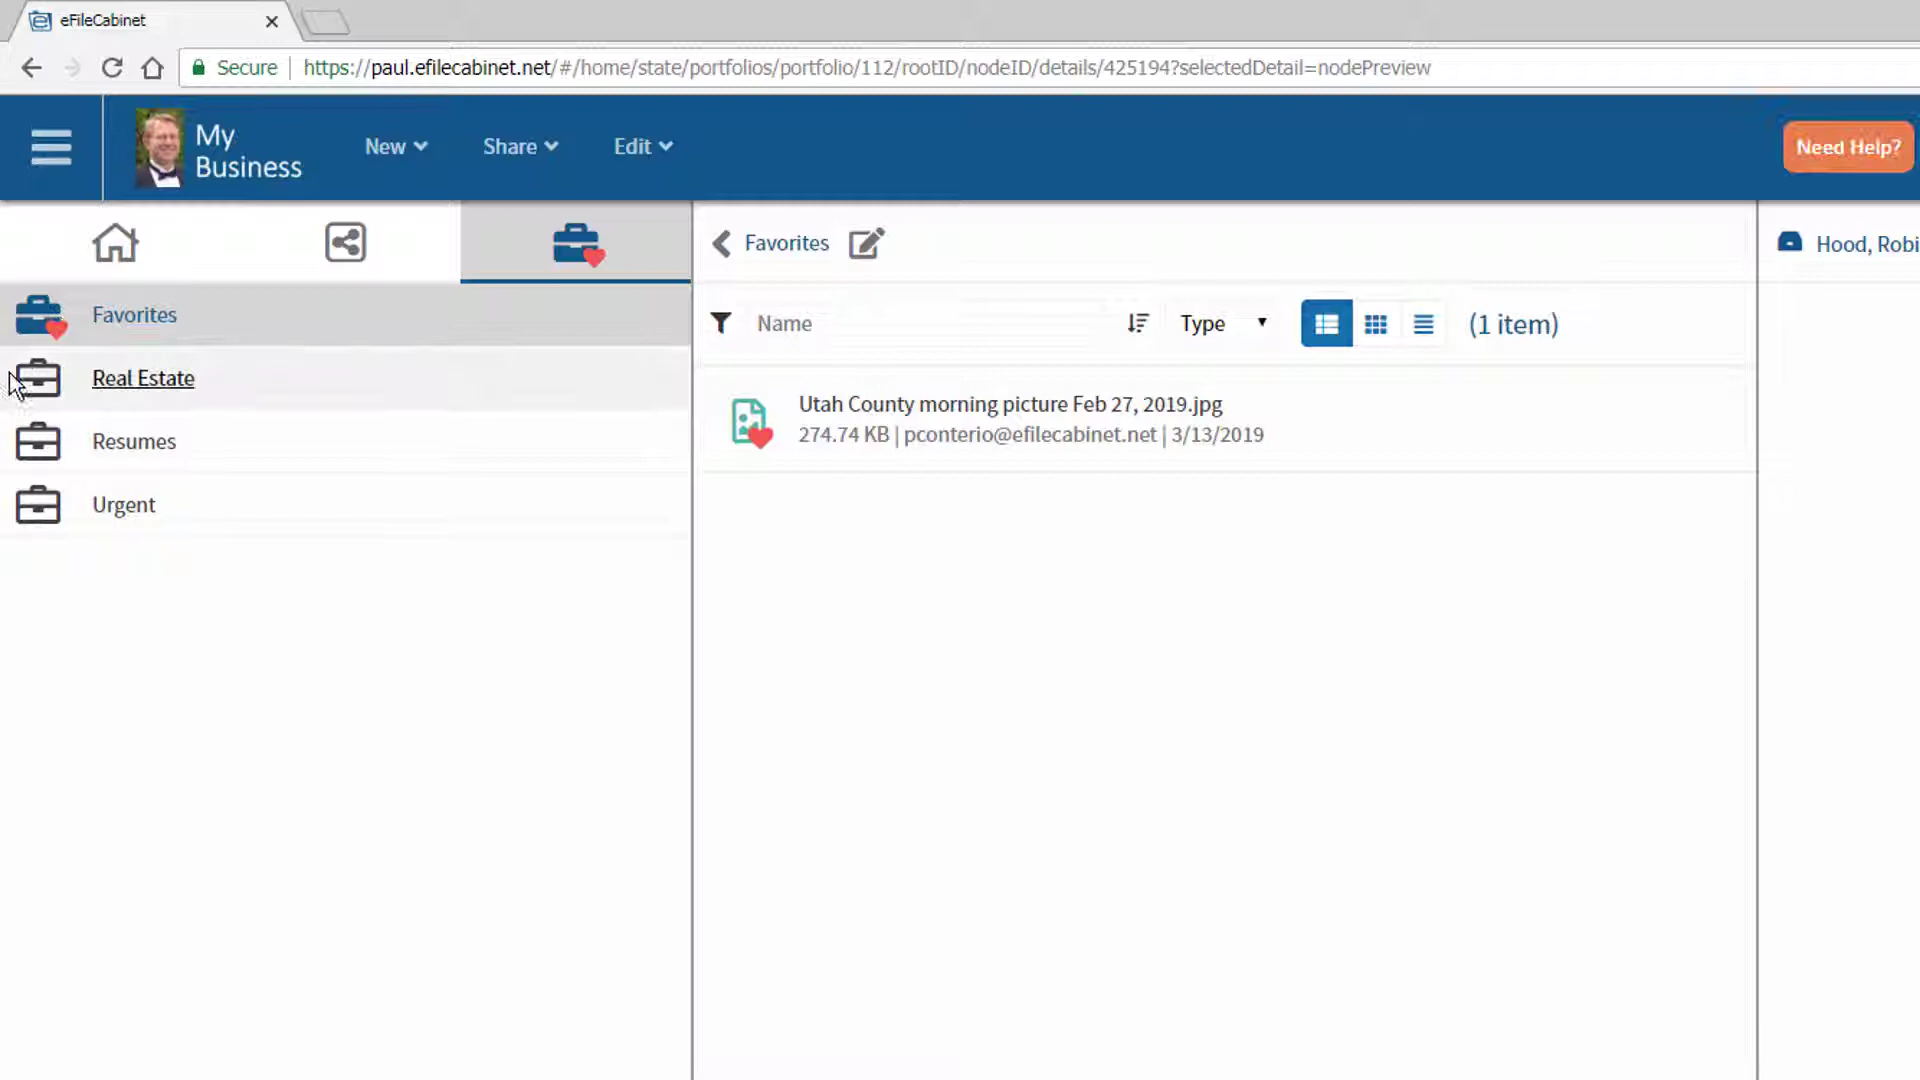 eFileCabinet
Secure | https://paul.efilecabinet.net/#/home/state/portfolios/portfolio/112/rootID/nodeID/details/425194?selectedDetail=nodePreview
My
Business
New
Share
Edit
Need Help?
Favorites
Hood, Robi
Name
Type
(1 item)
Favorites
Real Estate
Resumes
Urgent
Utah County morning picture Feb 27, 2019.jpg
274.74 KB | pconterio@efilecabinet.net | 3/13/2019